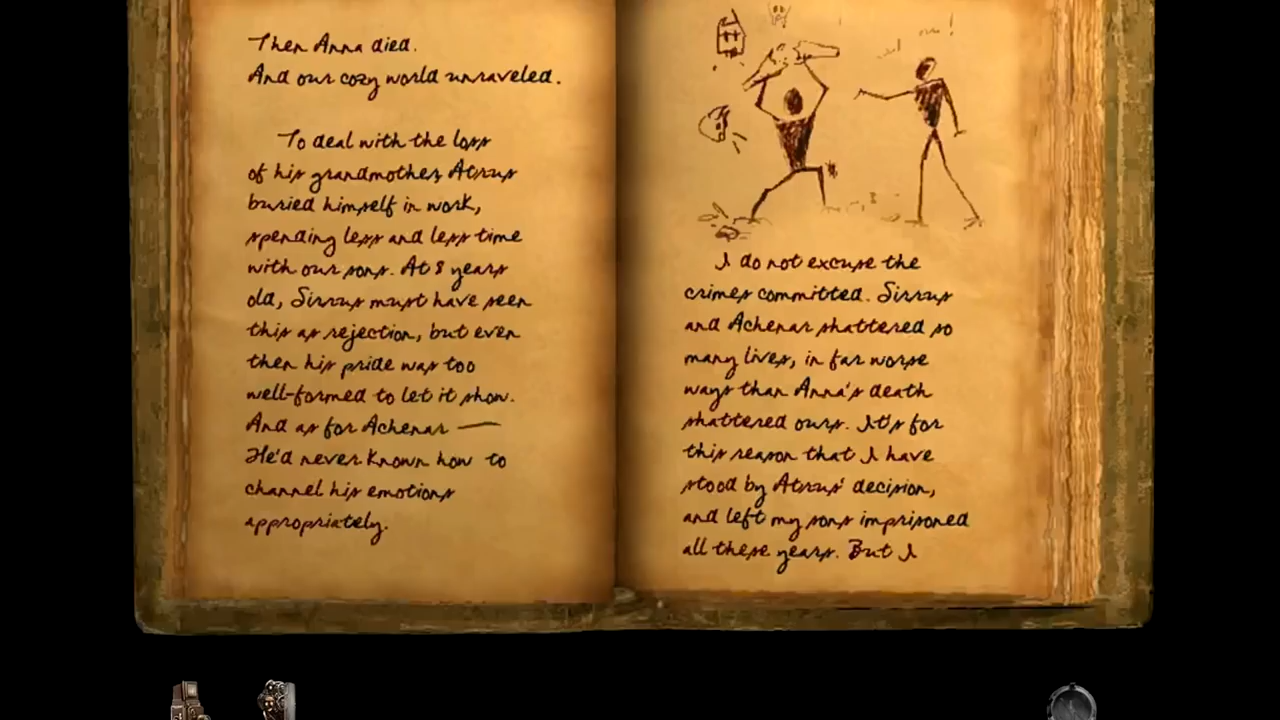 Then Anna died.
And our cozy world unraveled.
To deal with the loss
of his grandmother, Atrus
buried himself in work,
spending less and less time
with our sons. At 8 years
old, Sirrus must have seen
this as rejection, but even
then his pride was too
well-formed to let it show.
And as for Achenar —
He'd never known how to
channel his emotions
appropriately.
I do not excuse the
crimes committed. Sirrus
and Achenar shattered so
many lives, in far worse
ways than Anna's death
shattered ours. It's for
this reason that I have
stood by Atrus' decision,
and left my sons imprisoned
all these years. But I